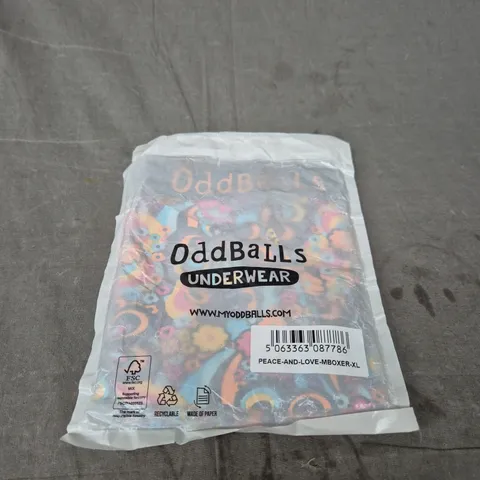 OddBaLLs
OddBaLLs
UNDERWEAR
WWW.MYODDBALLS.COM
5 063363 087786
PEACE-AND-LOVE-MBOXER-XL
FSC
MIX
RECYCLABLE
MADE OF PAPER